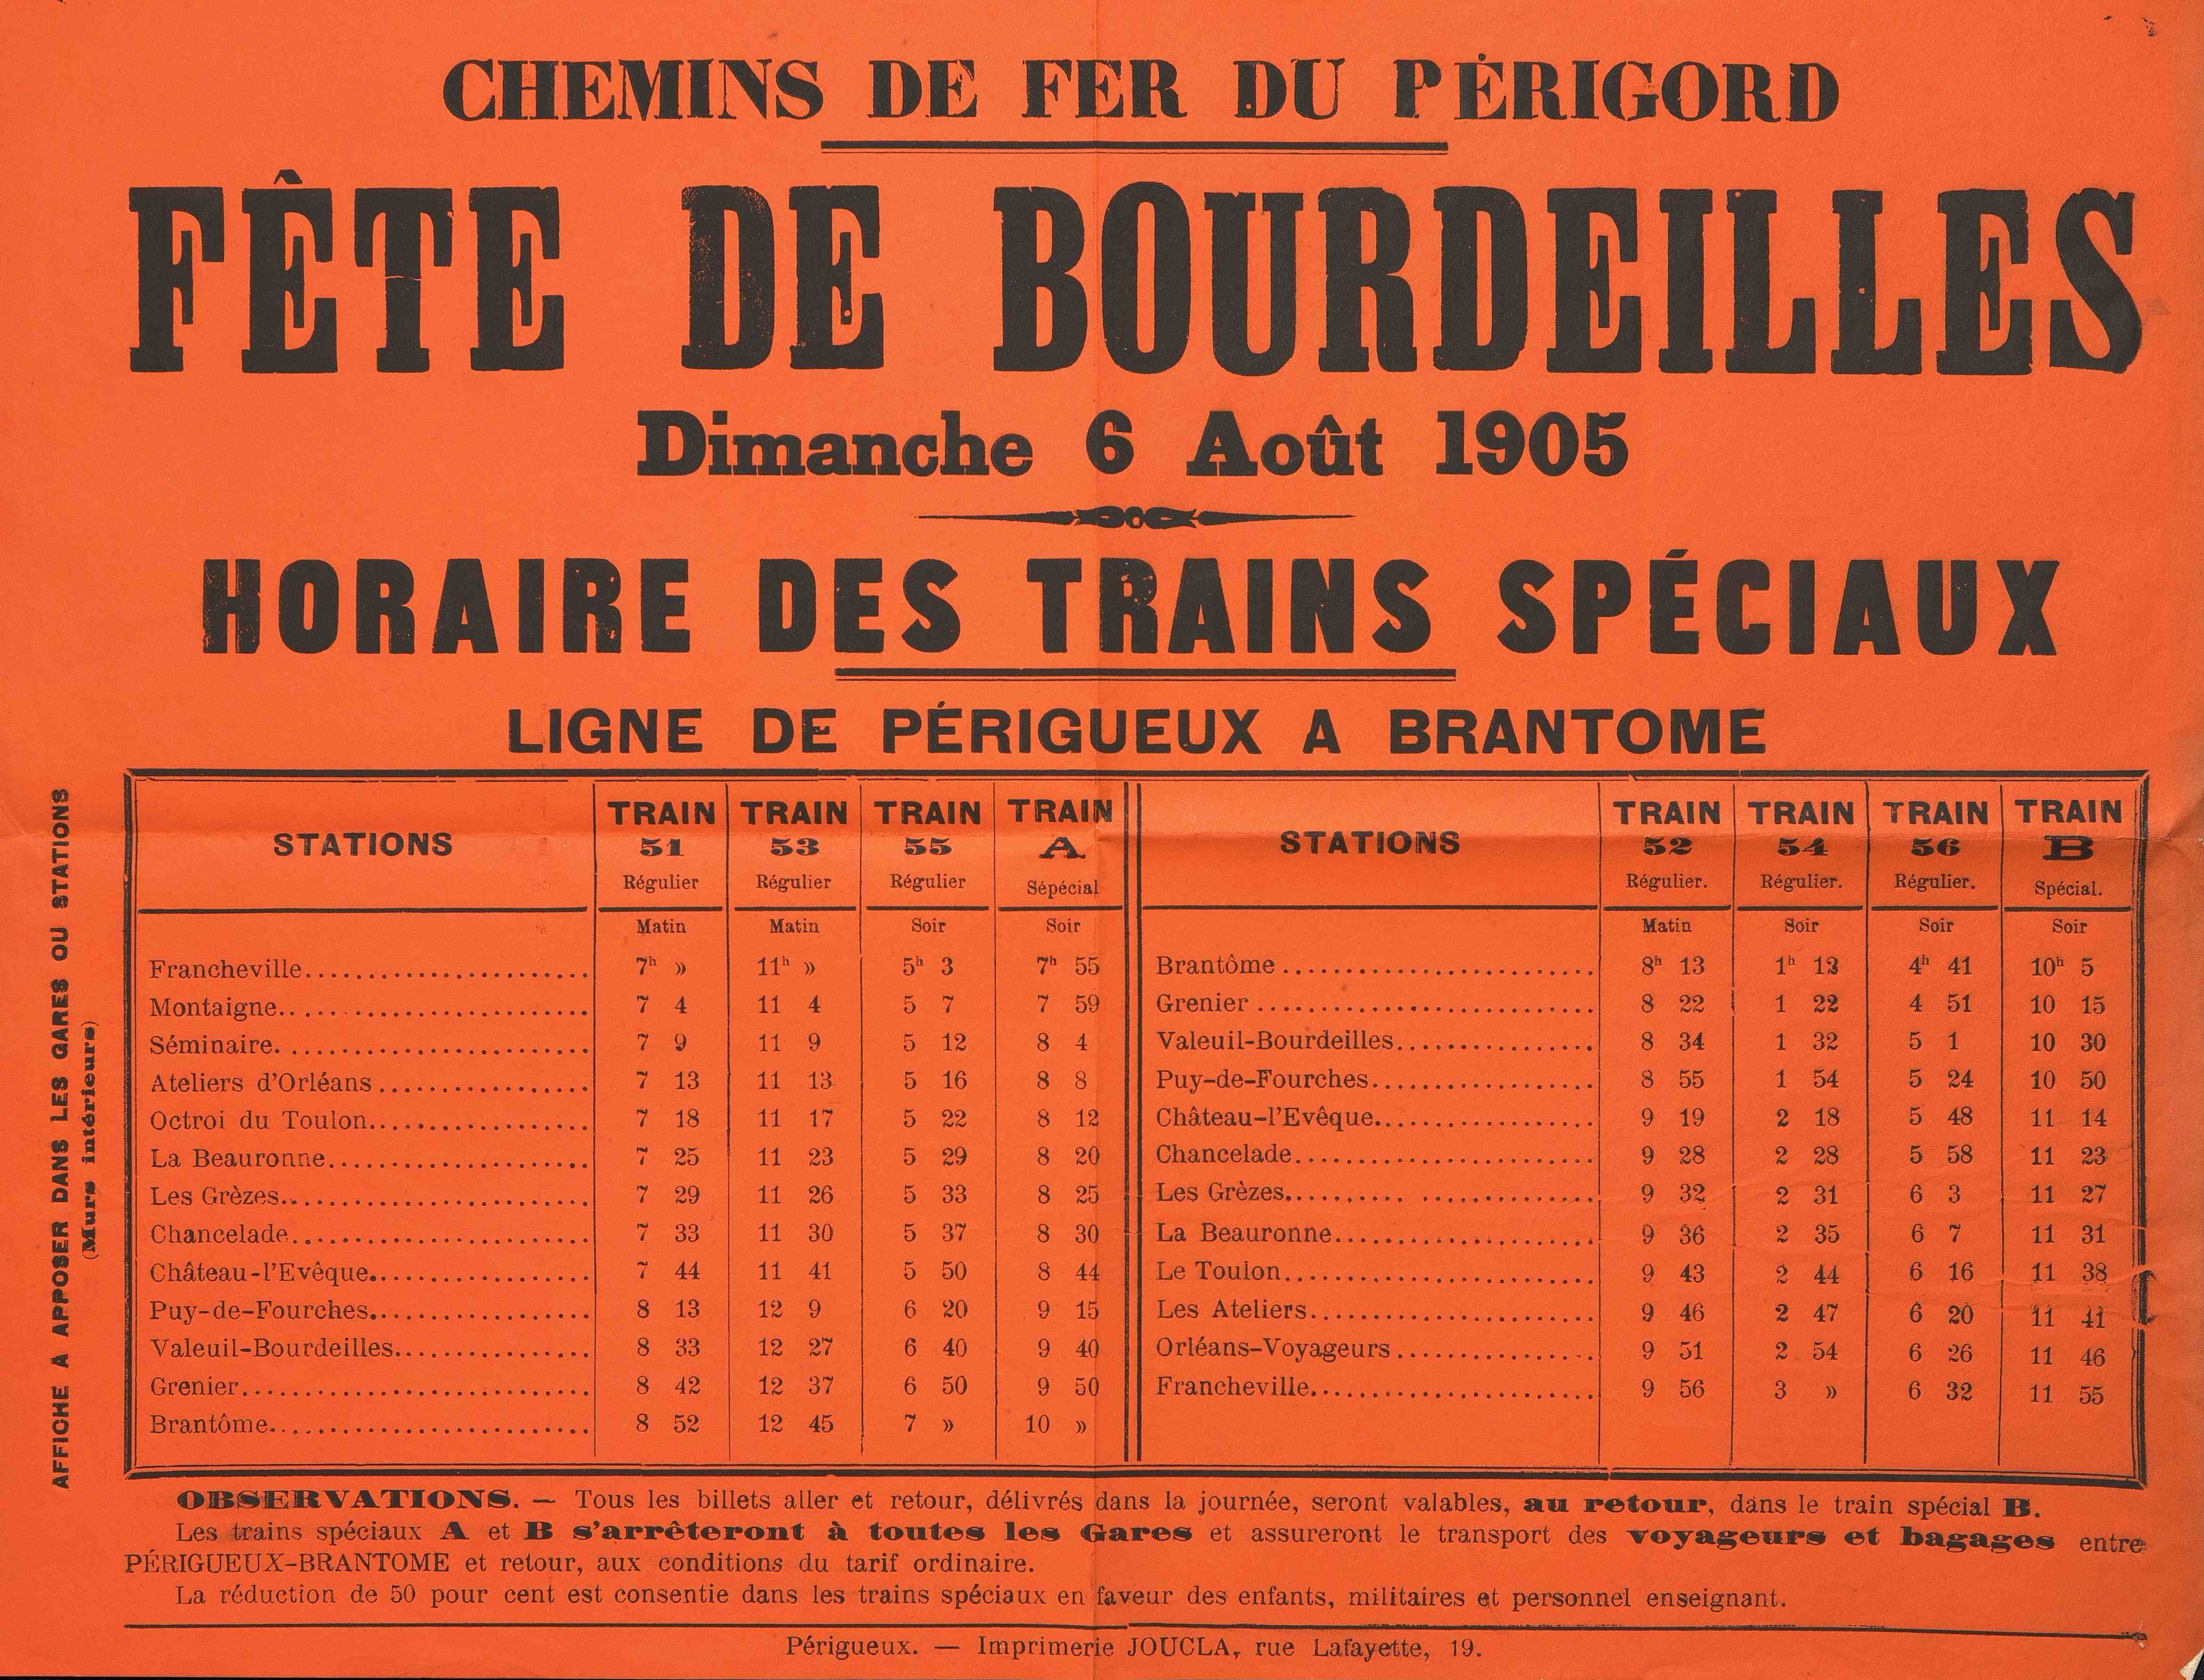 CHEMINS DE FER DU PÉRIGORD
FÊTE DE BOURDEILLES
Dimanche 6 Août 1905
HORAIRE DES TRAINS SPÉCIAUX
LIGNE DE PÉRIGUEUX A BRANTOME
AFFICHE A APPOSER DANS LES GARES OU STATIONS
(Murs intérieurs)
STATIONS TRAIN 51 Régulier TRAIN 53 Régulier TRAIN 55 Régulier TRAIN A Sépécial
Matin Matin Soir Soir
Francheville 7h » 11h » 5h 3 7h 55
Montaigne 7 4 11 4 5 7 7 59
Séminaire 7 9 11 9 5 12 8 4
Ateliers d'Orléans 7 13 11 13 5 16 8 8
Octroi du Toulon 7 18 11 17 5 22 8 12
La Beauronne 7 25 11 23 5 29 8 20
Les Grèzes 7 29 11 26 5 33 8 25
Chancelade 7 33 11 30 5 37 8 30
Château-l'Evêque 7 44 11 41 5 50 8 44
Puy-de-Fourches 8 13 12 9 6 20 9 15
Valeuil-Bourdeilles 8 33 12 27 6 40 9 40
Grenier 8 42 12 37 6 50 9 50
Brantôme 8 52 12 45 7 » 10 »
STATIONS TRAIN 52 Régulier. TRAIN 54 Régulier. TRAIN 56 Régulier. TRAIN B Spécial.
Matin Soir Soir Soir
Brantôme 8h 13 1h 13 4h 41 10h 5
Grenier 8 22 1 22 4 51 10 15
Valeuil-Bourdeilles 8 34 1 32 5 1 10 30
Puy-de-Fourches 8 55 1 54 5 24 10 50
Château-l'Evêque 9 19 2 18 5 48 11 14
Chancelade 9 28 2 28 5 58 11 23
Les Grèzes 9 32 2 31 6 3 11 27
La Beauronne 9 36 2 35 6 7 11 31
Le Toulon 9 43 2 44 6 16 11 38
Les Ateliers 9 46 2 47 6 20 11 41
Orléans-Voyageurs 9 51 2 54 6 26 11 46
Francheville 9 56 3 » 6 32 11 55
OBSERVATIONS. — Tous les billets aller et retour, délivrés dans la journée, seront valables, au retour, dans le train spécial B.
Les trains spéciaux A et B s'arrêteront à toutes les Gares et assureront le transport des voyageurs et bagages entre
PÉRIGUEUX-BRANTOME et retour, aux conditions du tarif ordinaire.
La réduction de 50 pour cent est consentie dans les trains spéciaux en faveur des enfants, militaires et personnel enseignant.
Périgueux. — Imprimerie JOUCLA, rue Lafayette, 19.